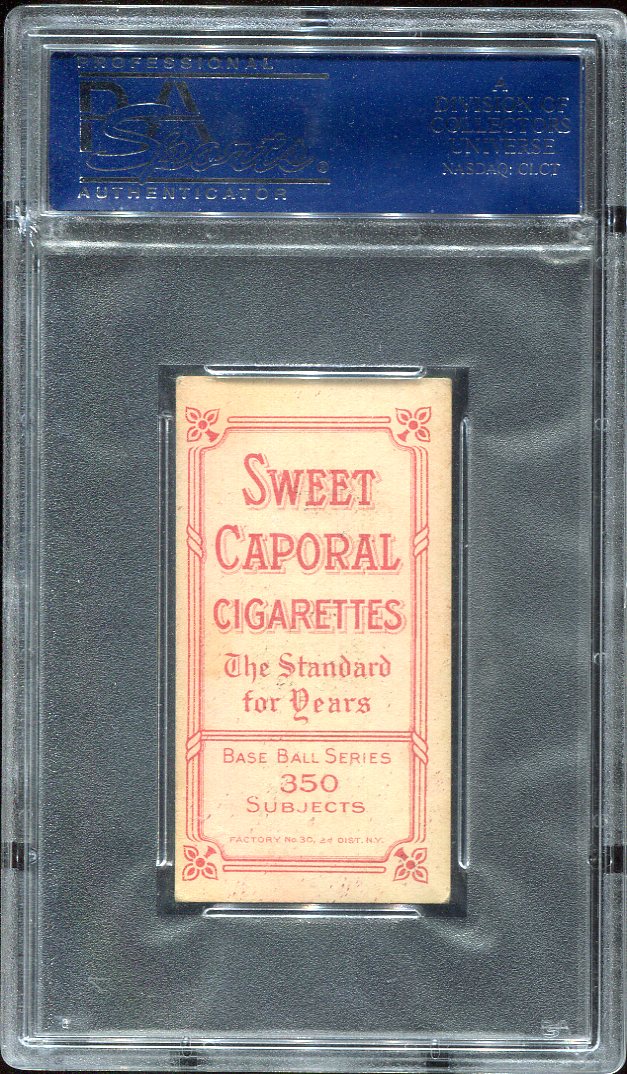 PROFESSIONAL
PSA
Sports®
AUTHENTICATOR
A
DIVISION OF
COLLECTORS
UNIVERSE
NASDAQ: CLCT
SWEET
CAPORAL
CIGARETTES
The Standard
for Years
BASE BALL SERIES
350
SUBJECTS
FACTORY No. 30, 2d DIST. N.Y.